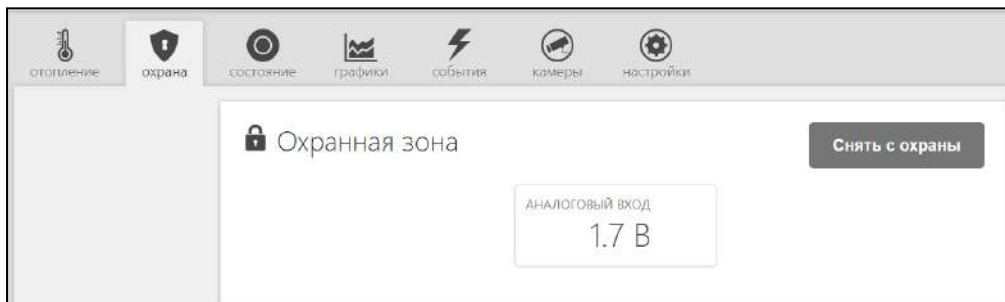 отопление охрана состояние графики события камеры настройки
Охранная зона Снять с охраны
АНАЛОГОВЫЙ ВХОД
1.7 В